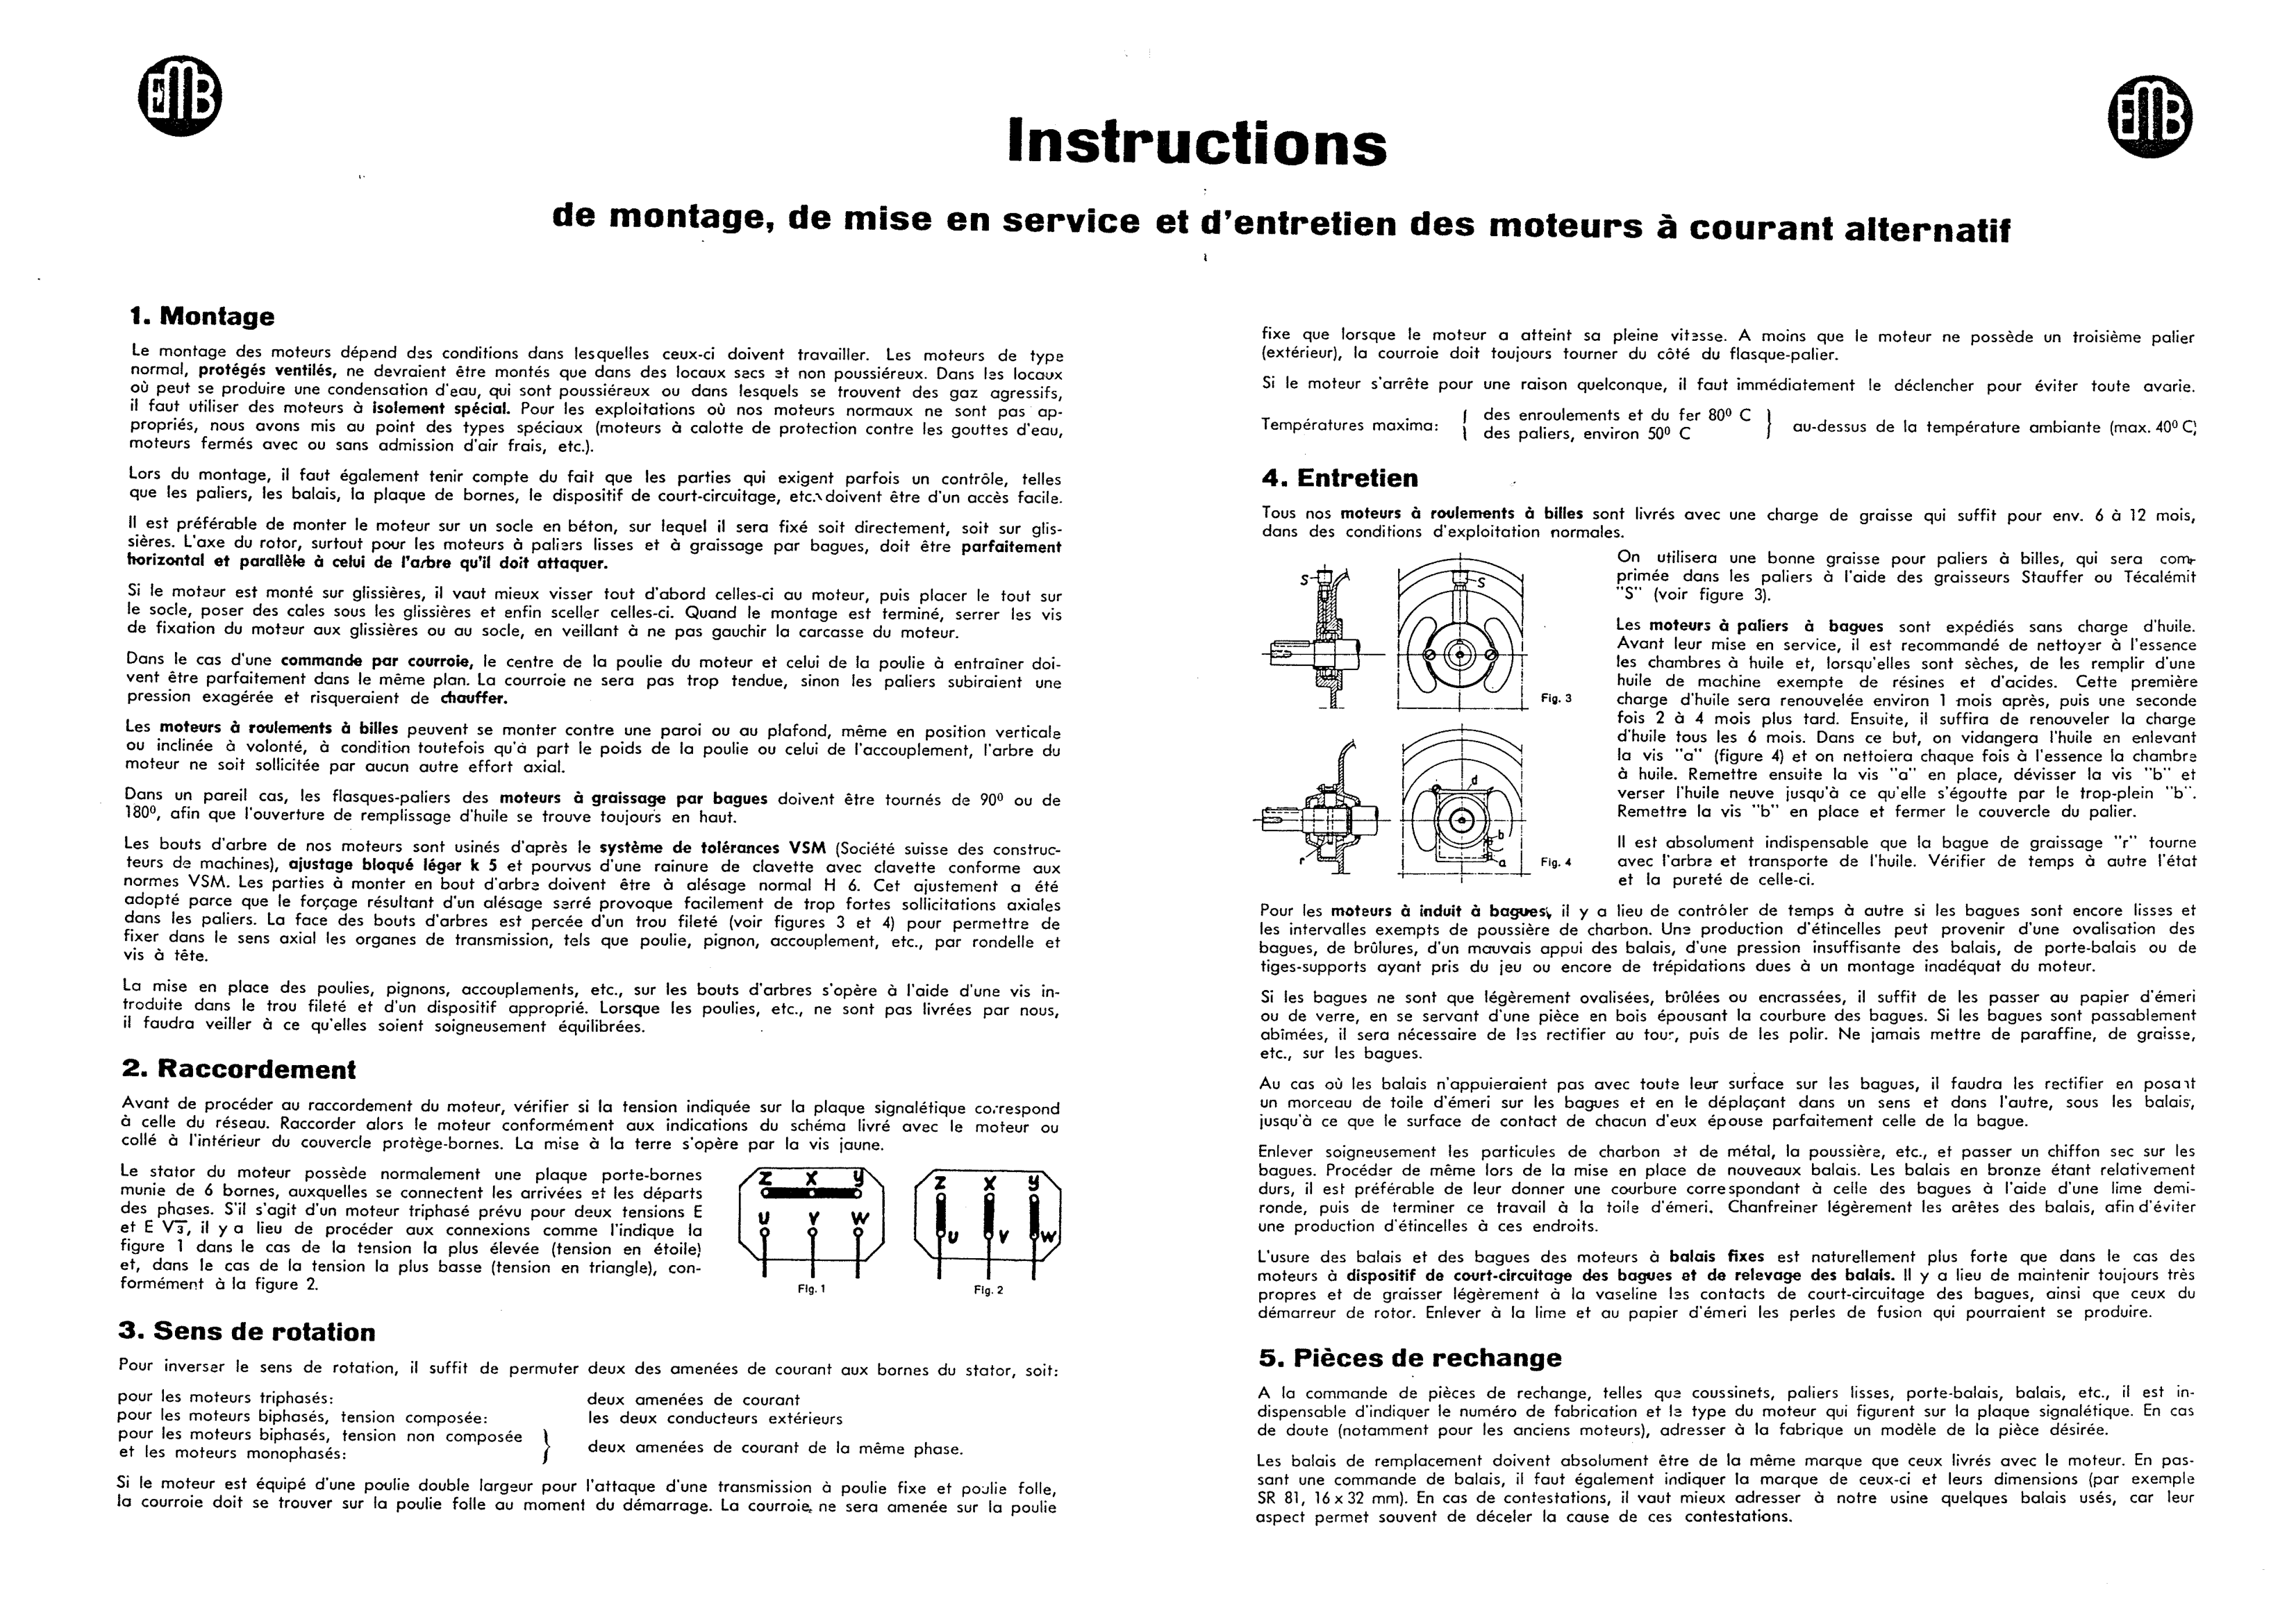 EMB
EMB
Instructions
de montage, de mise en service et d'entretien des moteurs à courant alternatif
1. Montage
Le montage des moteurs dépend des conditions dans lesquelles ceux-ci doivent travailler. Les moteurs de type
normal, protégés ventilés, ne devraient être montés que dans des locaux secs et non poussiéreux. Dans les locaux
où peut se produire une condensation d'eau, qui sont poussiéreux ou dans lesquels se trouvent des gaz agressifs,
il faut utiliser des moteurs à isolement spécial. Pour les exploitations où nos moteurs normaux ne sont pas ap-
propriés, nous avons mis au point des types spéciaux (moteurs à calotte de protection contre les gouttes d'eau,
moteurs fermés avec ou sans admission d'air frais, etc.).
Lors du montage, il faut également tenir compte du fait que les parties qui exigent parfois un contrôle, telles
que les paliers, les balais, la plaque de bornes, le dispositif de court-circuitage, etc. doivent être d'un accès facile.
Il est préférable de monter le moteur sur un socle en béton, sur lequel il sera fixé soit directement, soit sur glis-
sières. L'axe du rotor, surtout pour les moteurs à paliers lisses et à graissage par bagues, doit être parfaitement
horizontal et parallèle à celui de l'arbre qu'il doit attaquer.
Si le moteur est monté sur glissières, il vaut mieux visser tout d'abord celles-ci au moteur, puis placer le tout sur
le socle, poser des cales sous les glissières et enfin sceller celles-ci. Quand le montage est terminé, serrer les vis
de fixation du moteur aux glissières ou au socle, en veillant à ne pas gauchir la carcasse du moteur.
Dans le cas d'une commande par courroie, le centre de la poulie du moteur et celui de la poulie à entraîner doi-
vent être parfaitement dans le même plan. La courroie ne sera pas trop tendue, sinon les paliers subiraient une
pression exagérée et risqueraient de chauffer.
Les moteurs à roulements à billes peuvent se monter contre une paroi ou au plafond, même en position verticale
ou inclinée à volonté, à condition toutefois qu'à part le poids de la poulie ou celui de l'accouplement, l'arbre du
moteur ne soit sollicitée par aucun autre effort axial.
Dans un pareil cas, les flasques-paliers des moteurs à graissage par bagues doivent être tournés de 90° ou de
180°, afin que l'ouverture de remplissage d'huile se trouve toujours en haut.
Les bouts d'arbre de nos moteurs sont usinés d'après le système de tolérances VSM (Société suisse des construc-
teurs de machines), ajustage bloqué léger k 5 et pourvus d'une rainure de clavette avec clavette conforme aux
normes VSM. Les parties à monter en bout d'arbre doivent être à alésage normal H 6. Cet ajustement a été
adopté parce que le forçage résultant d'un alésage serré provoque facilement de trop fortes sollicitations axiales
dans les paliers. La face des bouts d'arbres est percée d'un trou fileté (voir figures 3 et 4) pour permettre de
fixer dans le sens axial les organes de transmission, tels que poulie, pignon, accouplement, etc., par rondelle et
vis à tête.
La mise en place des poulies, pignons, accouplements, etc., sur les bouts d'arbres s'opère à l'aide d'une vis in-
troduite dans le trou fileté et d'un dispositif approprié. Lorsque les poulies, etc., ne sont pas livrées par nous,
il faudra veiller à ce qu'elles soient soigneusement équilibrées.
2. Raccordement
Avant de procéder au raccordement du moteur, vérifier si la tension indiquée sur la plaque signalétique correspond
à celle du réseau. Raccorder alors le moteur conformément aux indications du schéma livré avec le moteur ou
collé à l'intérieur du couvercle protège-bornes. La mise à la terre s'opère par la vis jaune.
Le stator du moteur possède normalement une plaque porte-bornes
munie de 6 bornes, auxquelles se connectent les arrivées et les départs
des phases. S'il s'agit d'un moteur triphasé prévu pour deux tensions E
et E √3, il y a lieu de procéder aux connexions comme l'indique la
figure 1 dans le cas de la tension la plus élevée (tension en étoile)
et, dans le cas de la tension la plus basse (tension en triangle), con-
formément à la figure 2.
Z X Y
U V W
Fig. 1
Z X Y
U V W
Fig. 2
3. Sens de rotation
Pour inverser le sens de rotation, il suffit de permuter deux des amenées de courant aux bornes du stator, soit:
pour les moteurs triphasés: deux amenées de courant
pour les moteurs biphasés, tension composée: les deux conducteurs extérieurs
pour les moteurs biphasés, tension non composée
et les moteurs monophasés: } deux amenées de courant de la même phase.
Si le moteur est équipé d'une poulie double largeur pour l'attaque d'une transmission à poulie fixe et poulie folle,
la courroie doit se trouver sur la poulie folle au moment du démarrage. La courroie ne sera amenée sur la poulie
fixe que lorsque le moteur a atteint sa pleine vitesse. A moins que le moteur ne possède un troisième palier
(extérieur), la courroie doit toujours tourner du côté du flasque-palier.
Si le moteur s'arrête pour une raison quelconque, il faut immédiatement le déclencher pour éviter toute avarie.
Températures maxima: { des enroulements et du fer 80° C
des paliers, environ 50° C } au-dessus de la température ambiante (max. 40° C)
4. Entretien
Tous nos moteurs à roulements à billes sont livrés avec une charge de graisse qui suffit pour env. 6 à 12 mois,
dans des conditions d'exploitation normales.
S
S
Fig. 3
On utilisera une bonne graisse pour paliers à billes, qui sera com-
primée dans les paliers à l'aide des graisseurs Stauffer ou Técalémit
"S" (voir figure 3).
Les moteurs à paliers à bagues sont expédiés sans charge d'huile.
Avant leur mise en service, il est recommandé de nettoyer à l'essence
les chambres à huile et, lorsqu'elles sont sèches, de les remplir d'une
huile de machine exempte de résines et d'acides. Cette première
charge d'huile sera renouvelée environ 1 mois après, puis une seconde
fois 2 à 4 mois plus tard. Ensuite, il suffira de renouveler la charge
d'huile tous les 6 mois. Dans ce but, on vidangera l'huile en enlevant
la vis "a" (figure 4) et on nettoiera chaque fois à l'essence la chambre
à huile. Remettre ensuite la vis "a" en place, dévisser la vis "b" et
verser l'huile neuve jusqu'à ce qu'elle s'égoutte par le trop-plein "b".
Remettre la vis "b" en place et fermer le couvercle du palier.
d
b
a
r
Fig. 4
Il est absolument indispensable que la bague de graissage "r" tourne
avec l'arbre et transporte de l'huile. Vérifier de temps à autre l'état
et la pureté de celle-ci.
Pour les moteurs à induit à bagues, il y a lieu de contrôler de temps à autre si les bagues sont encore lisses et
les intervalles exempts de poussière de charbon. Une production d'étincelles peut provenir d'une ovalisation des
bagues, de brûlures, d'un mauvais appui des balais, d'une pression insuffisante des balais, de porte-balais ou de
tiges-supports ayant pris du jeu ou encore de trépidations dues à un montage inadéquat du moteur.
Si les bagues ne sont que légèrement ovalisées, brûlées ou encrassées, il suffit de les passer au papier d'émeri
ou de verre, en se servant d'une pièce en bois épousant la courbure des bagues. Si les bagues sont passablement
abîmées, il sera nécessaire de les rectifier au tour, puis de les polir. Ne jamais mettre de paraffine, de graisse,
etc., sur les bagues.
Au cas où les balais n'appuieraient pas avec toute leur surface sur les bagues, il faudra les rectifier en posant
un morceau de toile d'émeri sur les bagues et en le déplaçant dans un sens et dans l'autre, sous les balais,
jusqu'à ce que le surface de contact de chacun d'eux épouse parfaitement celle de la bague.
Enlever soigneusement les particules de charbon et de métal, la poussière, etc., et passer un chiffon sec sur les
bagues. Procéder de même lors de la mise en place de nouveaux balais. Les balais en bronze étant relativement
durs, il est préférable de leur donner une courbure correspondant à celle des bagues à l'aide d'une lime demi-
ronde, puis de terminer ce travail à la toile d'émeri. Chanfreiner légèrement les arêtes des balais, afin d'éviter
une production d'étincelles à ces endroits.
L'usure des balais et des bagues des moteurs à balais fixes est naturellement plus forte que dans le cas des
moteurs à dispositif de court-circuitage des bagues et de relevage des balais. Il y a lieu de maintenir toujours très
propres et de graisser légèrement à la vaseline les contacts de court-circuitage des bagues, ainsi que ceux du
démarreur de rotor. Enlever à la lime et au papier d'émeri les perles de fusion qui pourraient se produire.
5. Pièces de rechange
A la commande de pièces de rechange, telles que coussinets, paliers lisses, porte-balais, balais, etc., il est in-
dispensable d'indiquer le numéro de fabrication et le type du moteur qui figurent sur la plaque signalétique. En cas
de doute (notamment pour les anciens moteurs), adresser à la fabrique un modèle de la pièce désirée.
Les balais de remplacement doivent absolument être de la même marque que ceux livrés avec le moteur. En pas-
sant une commande de balais, il faut également indiquer la marque de ceux-ci et leurs dimensions (par exemple
SR 81, 16 x 32 mm). En cas de contestations, il vaut mieux adresser à notre usine quelques balais usés, car leur
aspect permet souvent de déceler la cause de ces contestations.